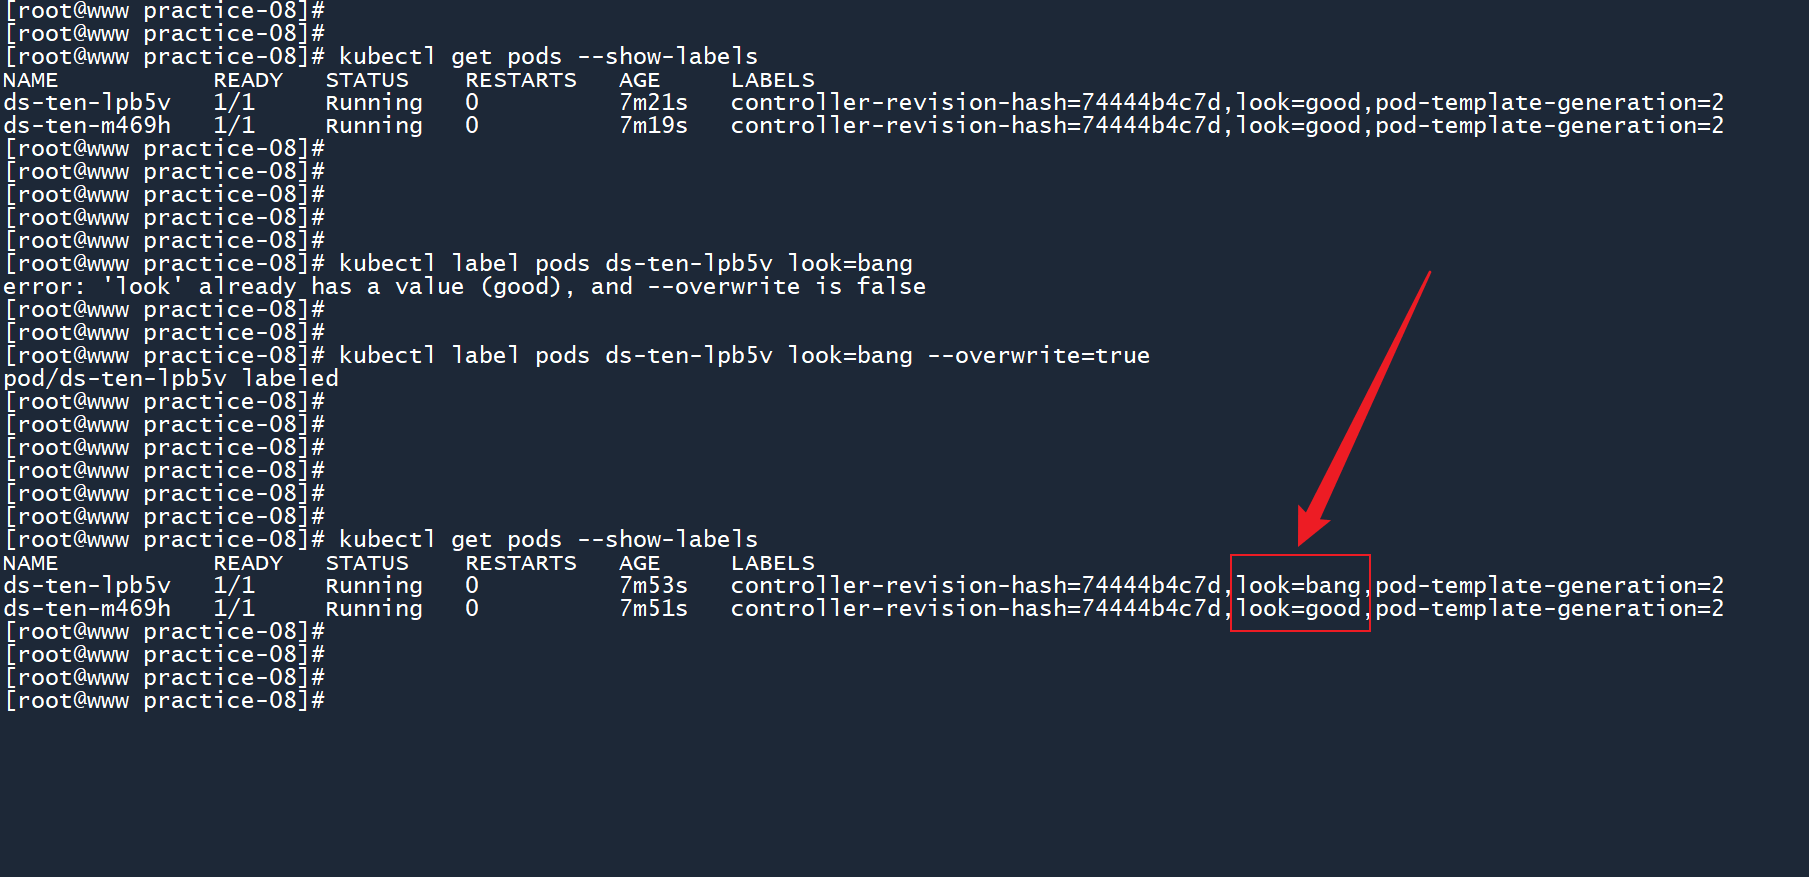 [root@www practice-08]#
[root@www practice-08]#
[root@www practice-08]# kubectl get pods --show-labels
NAME           READY   STATUS    RESTARTS   AGE     LABELS
ds-ten-lpb5v   1/1     Running   0          7m21s   controller-revision-hash=74444b4c7d,look=good,pod-template-generation=2
ds-ten-m469h   1/1     Running   0          7m19s   controller-revision-hash=74444b4c7d,look=good,pod-template-generation=2
[root@www practice-08]#
[root@www practice-08]#
[root@www practice-08]#
[root@www practice-08]#
[root@www practice-08]#
[root@www practice-08]# kubectl label pods ds-ten-lpb5v look=bang
error: 'look' already has a value (good), and --overwrite is false
[root@www practice-08]#
[root@www practice-08]#
[root@www practice-08]# kubectl label pods ds-ten-lpb5v look=bang --overwrite=true
pod/ds-ten-lpb5v labeled
[root@www practice-08]#
[root@www practice-08]#
[root@www practice-08]#
[root@www practice-08]#
[root@www practice-08]#
[root@www practice-08]#
[root@www practice-08]# kubectl get pods --show-labels
NAME           READY   STATUS    RESTARTS   AGE     LABELS
ds-ten-lpb5v   1/1     Running   0          7m53s   controller-revision-hash=74444b4c7d,look=bang,pod-template-generation=2
ds-ten-m469h   1/1     Running   0          7m51s   controller-revision-hash=74444b4c7d,look=good,pod-template-generation=2
[root@www practice-08]#
[root@www practice-08]#
[root@www practice-08]#
[root@www practice-08]#